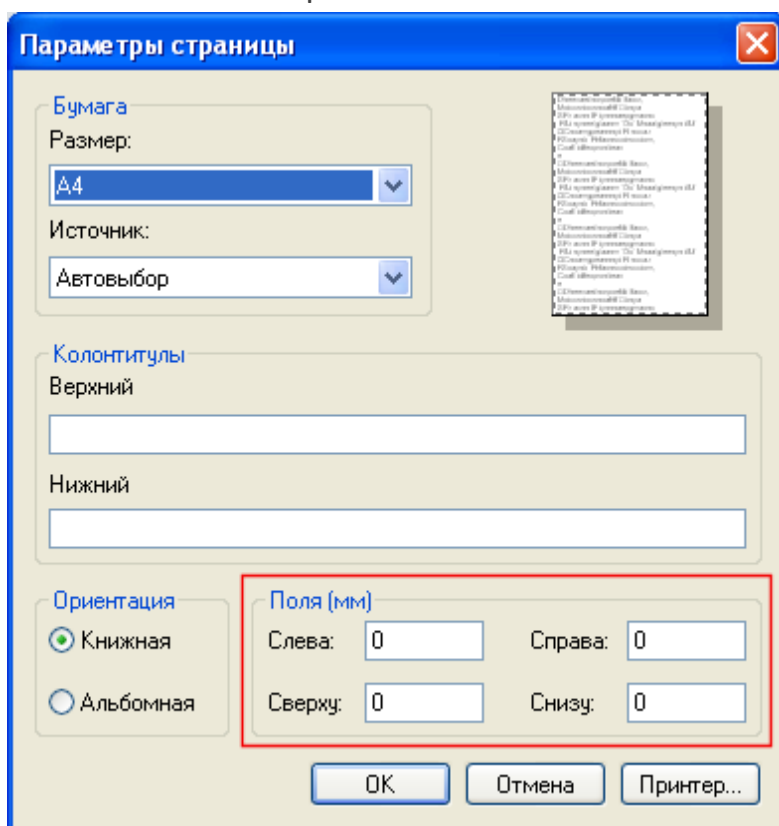 Параметры страницы
Бумага
Размер:
A4
Источник:
Автовыбор
Колонтитулы
Верхний
Нижний
Ориентация
Книжная
Альбомная
Поля (мм)
Слева: 0 Справа: 0
Сверху: 0 Снизу: 0
OK Отмена Принтер...